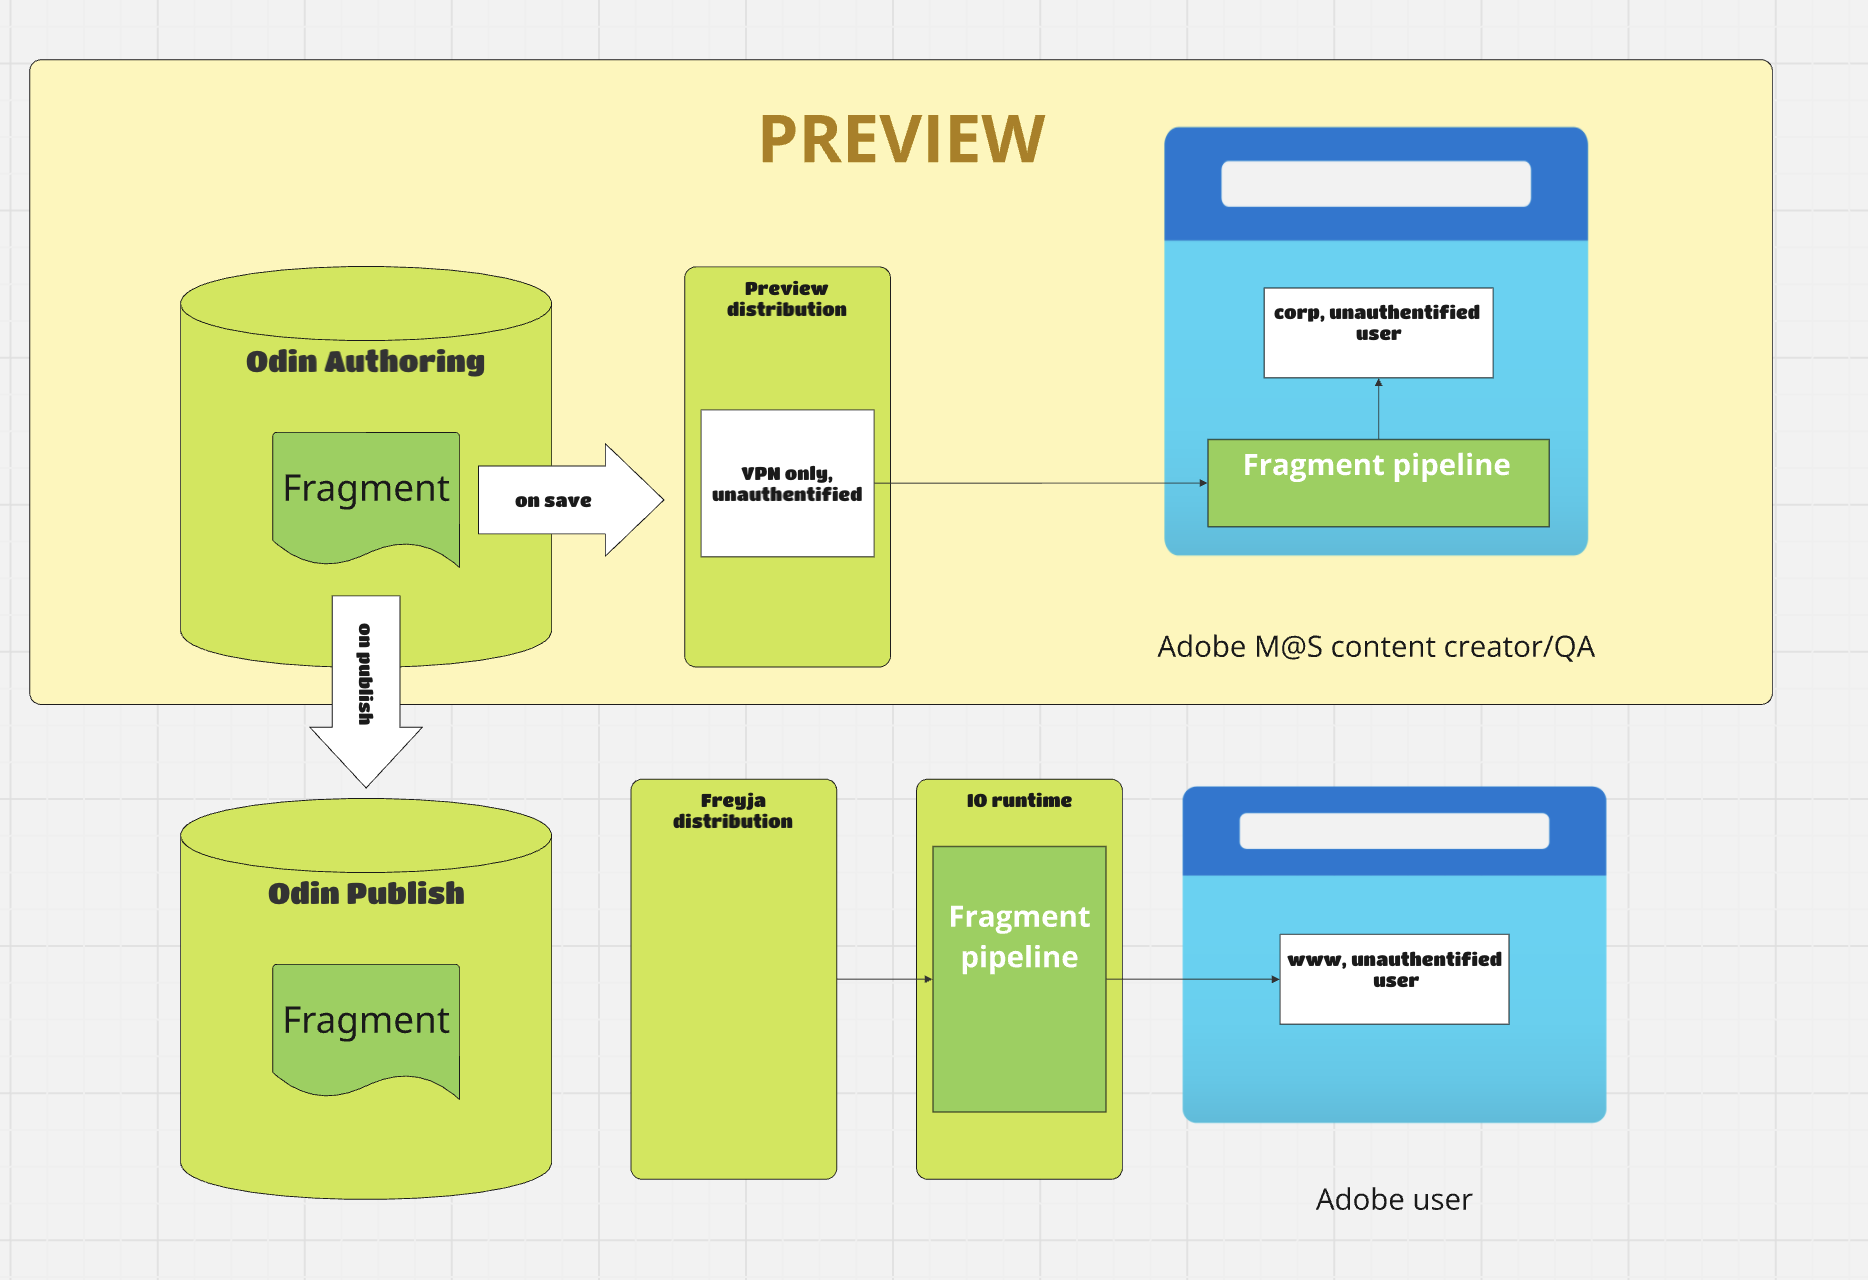 PREVIEW
Preview
distribution
corp, unauthentified
user
Odin Authoring
Fragment
on save
VPN only,
unauthentified
Fragment pipeline
on publish
Adobe M@S content creator/QA
Freyja
distribution
IO runtime
Odin Publish
Fragment
pipeline
www, unauthentified
user
Fragment
Adobe user